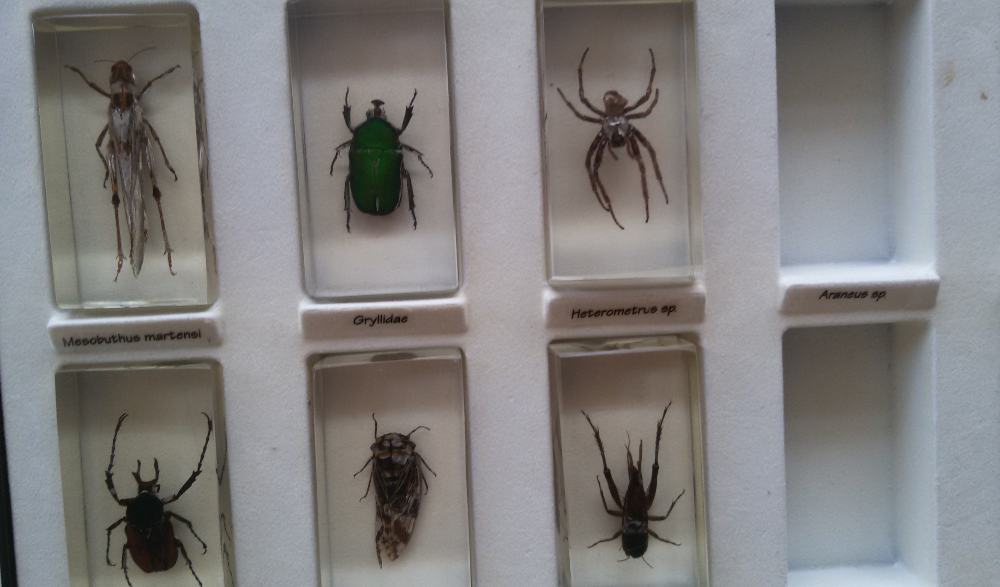 Mesobuthus martensi
Gryllidae
Heterometrus sp.
Araneus sp.